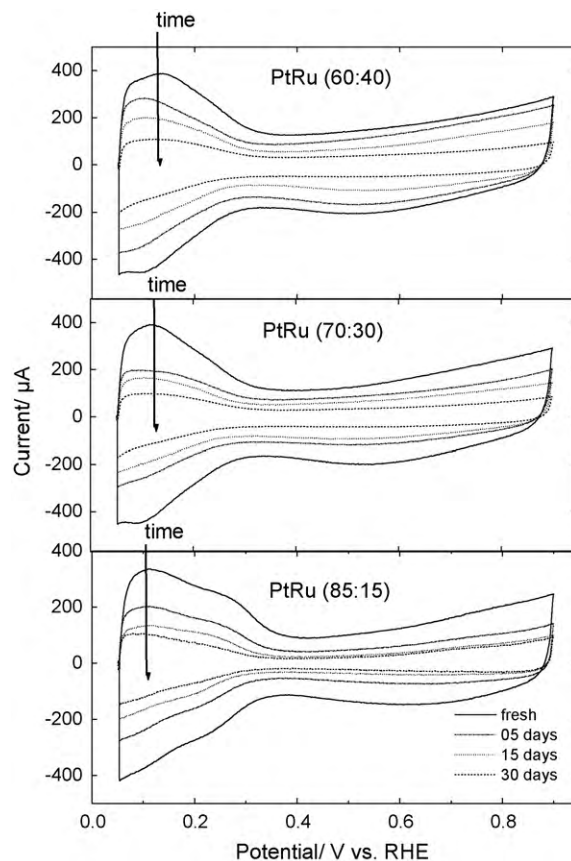 time
400
PtRu (60:40)
200
0
-200
-400
time
400
PtRu (70:30)
200
0
-200
-400
Current/ µA
time
400
PtRu (85:15)
200
0
-200
-400
fresh
05 days
15 days
30 days
0.0 0.2 0.4 0.6 0.8
Potential/ V vs. RHE